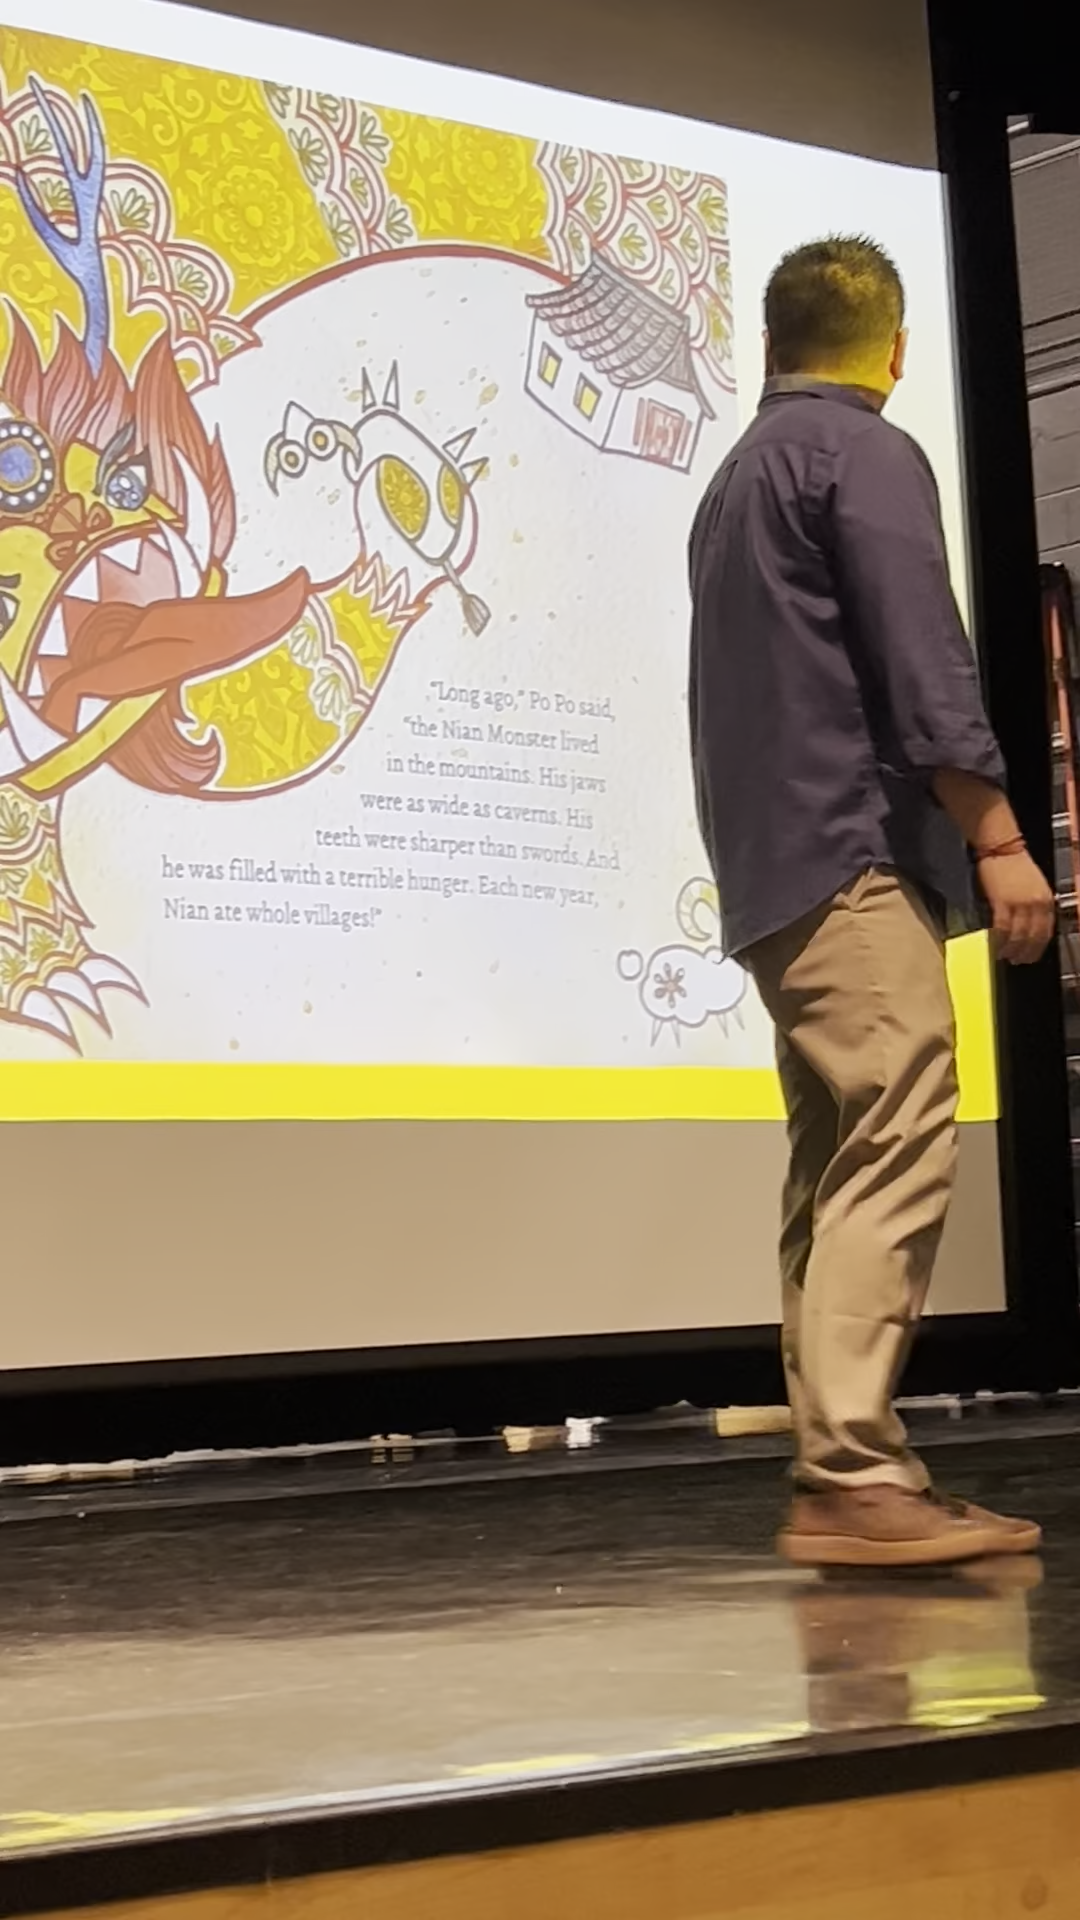 “Long ago,” Po Po said,
“the Nian Monster lived
in the mountains. His jaws
were as wide as caverns. His
teeth were sharper than swords. And
he was filled with a terrible hunger. Each new year,
Nian ate whole villages!”